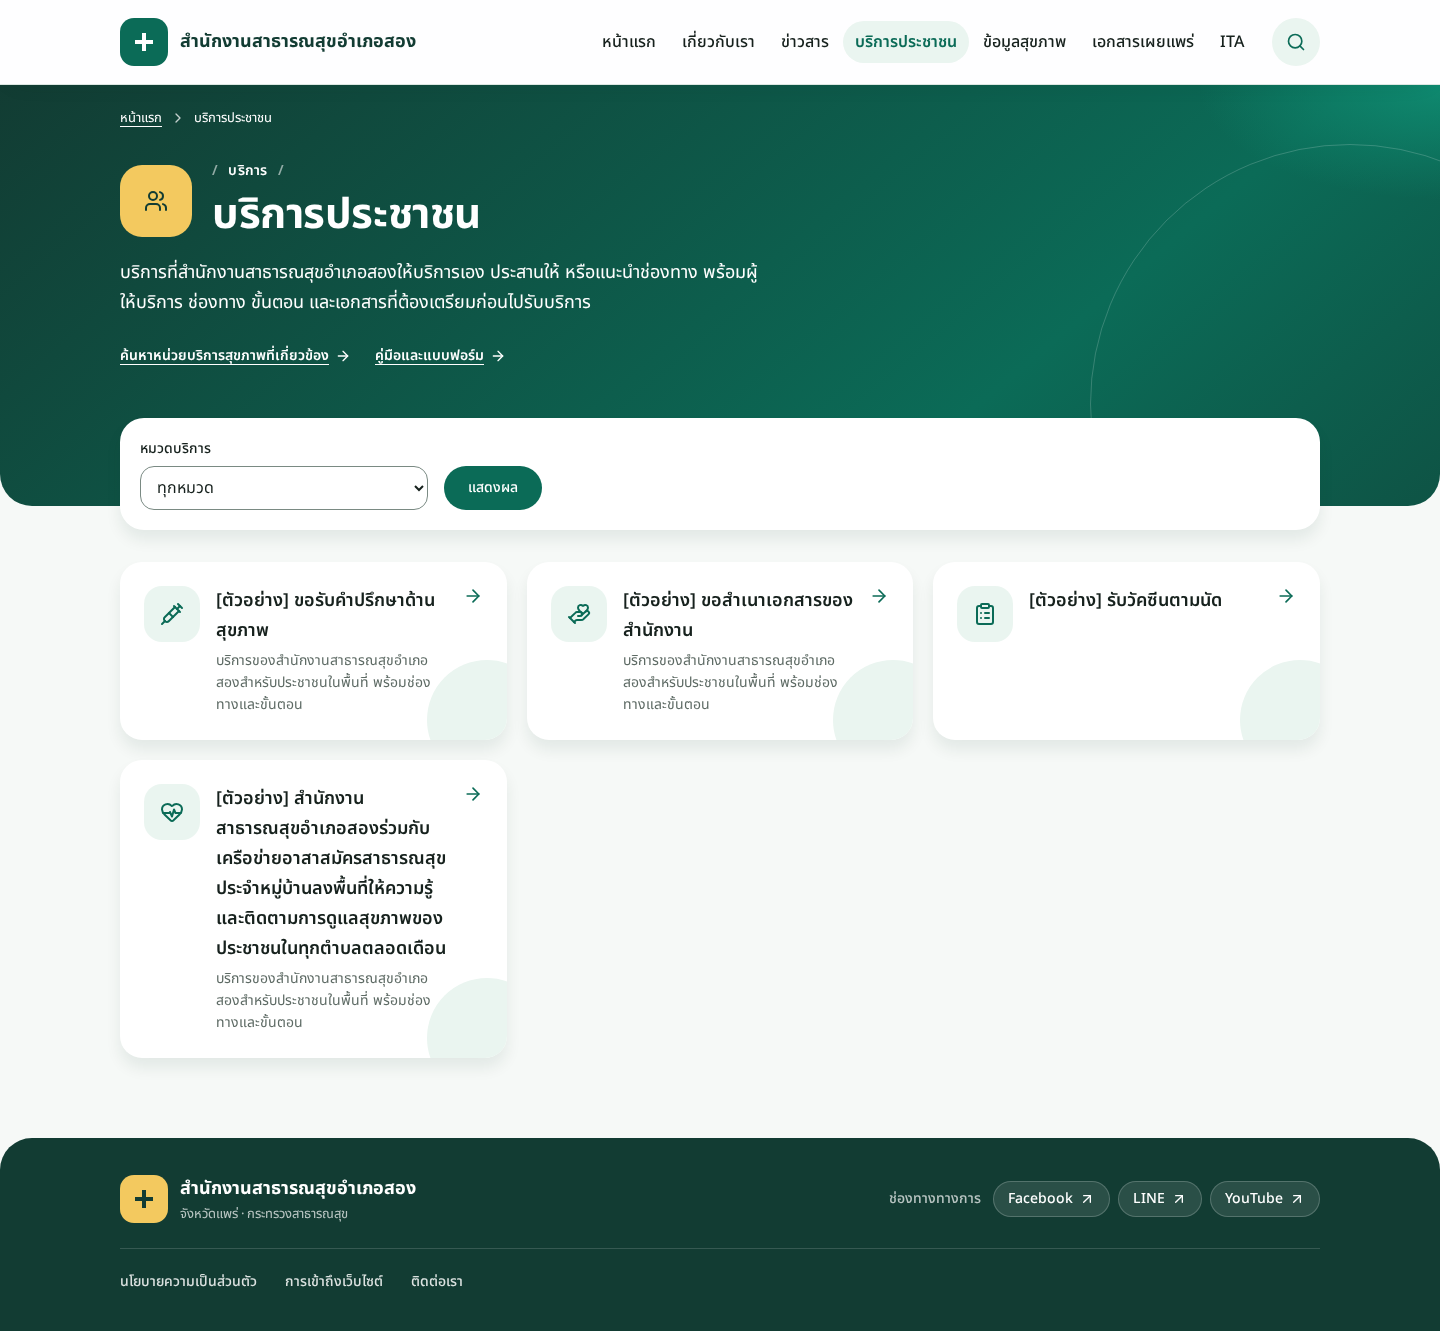 สำนักงานสาธารณสุขอำเภอสอง
หน้าแรก เกี่ยวกับเรา ข่าวสาร บริการประชาชน ข้อมูลสุขภาพ เอกสารเผยแพร่ ITA
หน้าแรก บริการประชาชน
/ บริการ /
บริการประชาชน
บริการที่สำนักงานสาธารณสุขอำเภอสองให้บริการเอง ประสานให้ หรือแนะนำช่องทาง พร้อมผู้
ให้บริการ ช่องทาง ขั้นตอน และเอกสารที่ต้องเตรียมก่อนไปรับบริการ
ค้นหาหน่วยบริการสุขภาพที่เกี่ยวข้อง คู่มือและแบบฟอร์ม
หมวดบริการ
ทุกหมวด แสดงผล
[ตัวอย่าง] ขอรับคำปรึกษาด้าน
สุขภาพ
บริการของสำนักงานสาธารณสุขอำเภอ
สองสำหรับประชาชนในพื้นที่ พร้อมช่อง
ทางและขั้นตอน
[ตัวอย่าง] ขอสำเนาเอกสารของ
สำนักงาน
บริการของสำนักงานสาธารณสุขอำเภอ
สองสำหรับประชาชนในพื้นที่ พร้อมช่อง
ทางและขั้นตอน
[ตัวอย่าง] รับวัคซีนตามนัด
[ตัวอย่าง] สำนักงาน
สาธารณสุขอำเภอสองร่วมกับ
เครือข่ายอาสาสมัครสาธารณสุข
ประจำหมู่บ้านลงพื้นที่ให้ความรู้
และติดตามการดูแลสุขภาพของ
ประชาชนในทุกตำบลตลอดเดือน
บริการของสำนักงานสาธารณสุขอำเภอ
สองสำหรับประชาชนในพื้นที่ พร้อมช่อง
ทางและขั้นตอน
สำนักงานสาธารณสุขอำเภอสอง
จังหวัดแพร่ · กระทรวงสาธารณสุข
ช่องทางทางการ Facebook LINE YouTube
นโยบายความเป็นส่วนตัว การเข้าถึงเว็บไซต์ ติดต่อเรา